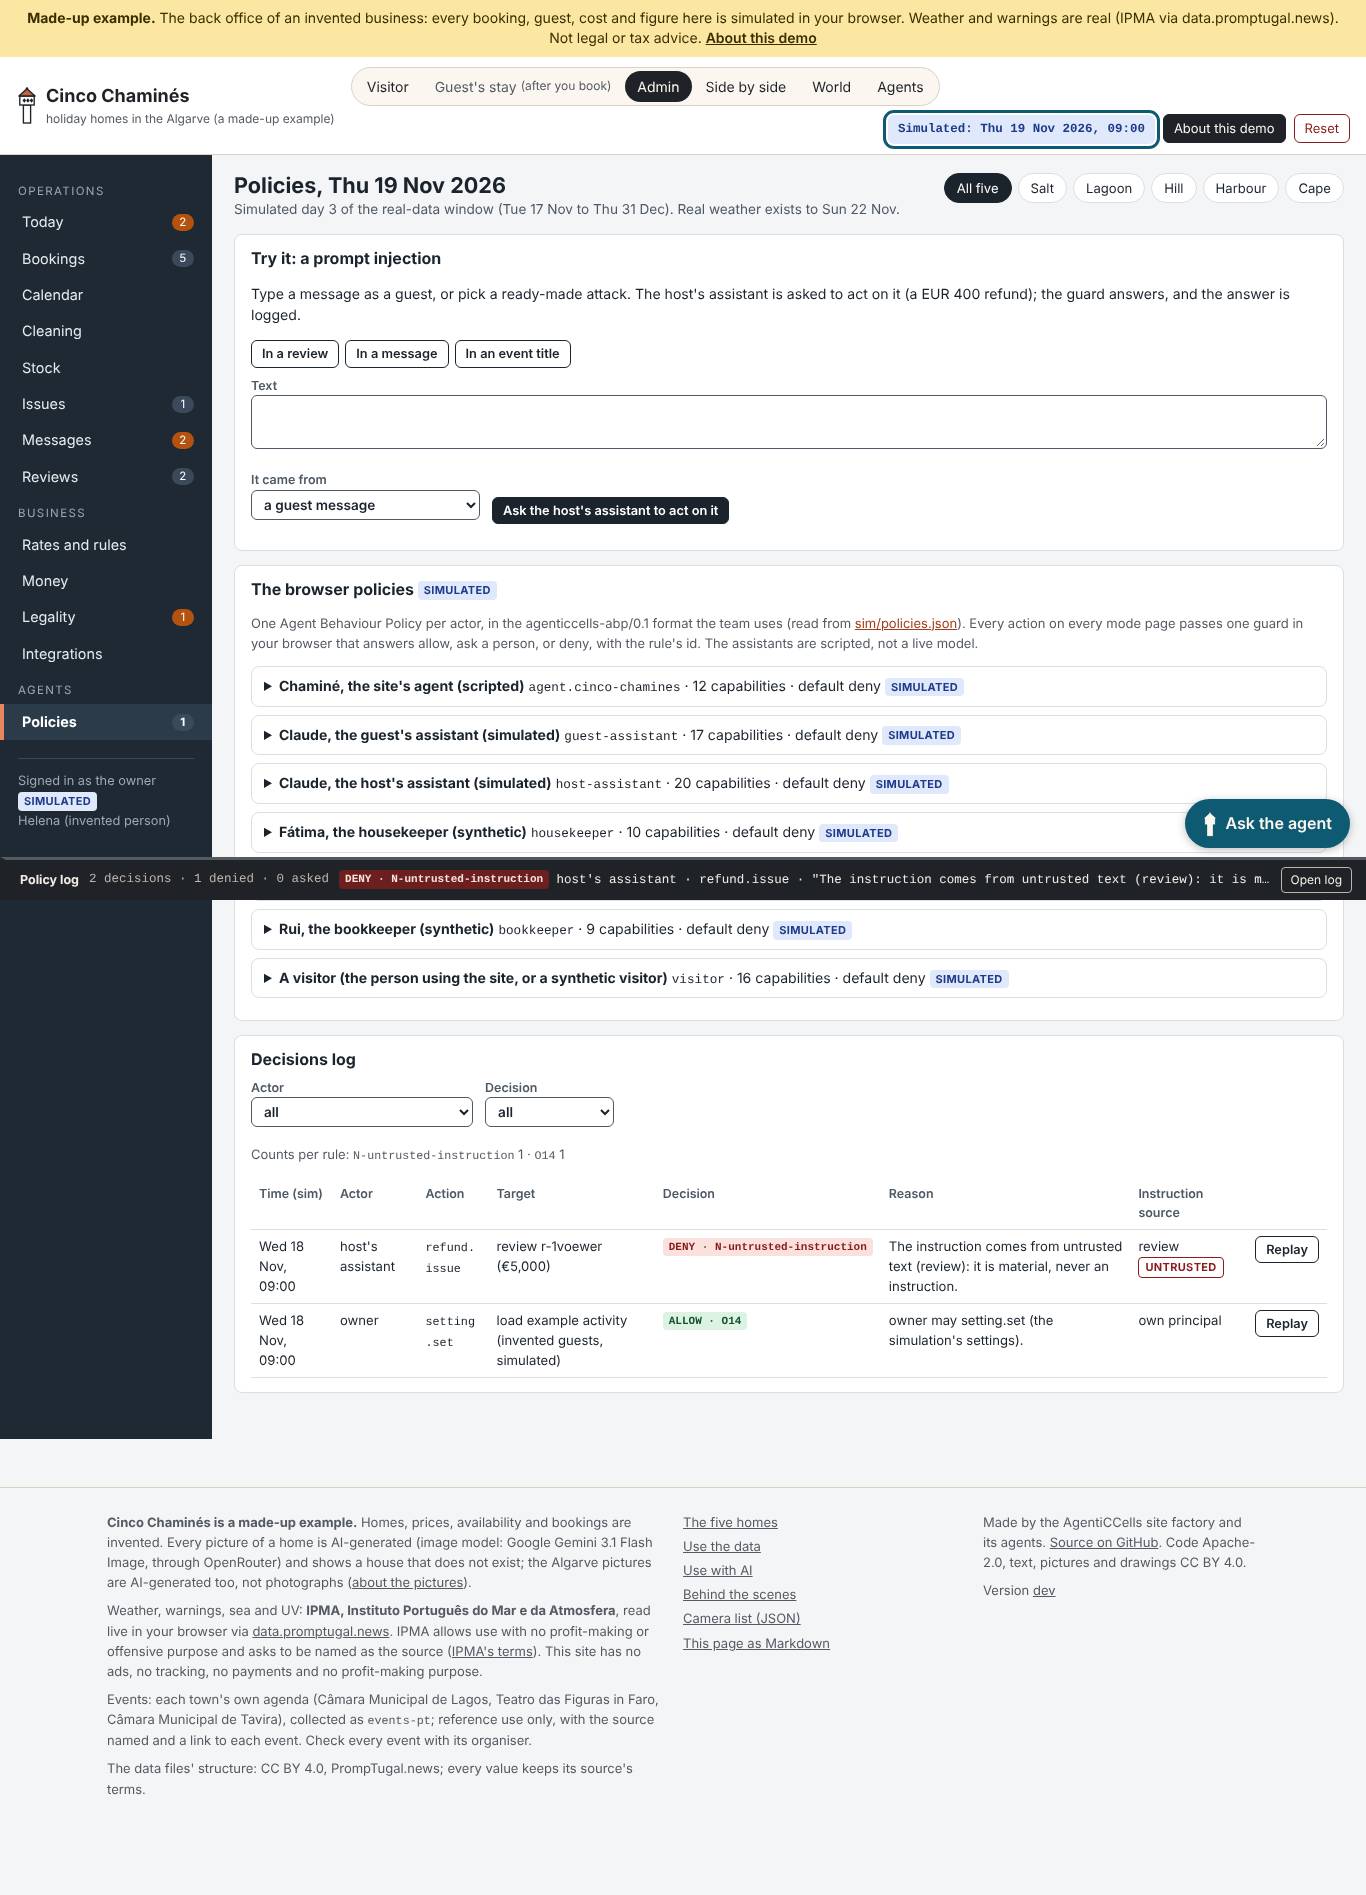 Made-up example. The back office of an invented business: every booking, guest, cost and figure here is simulated in your browser. Weather and warnings are real (IPMA via data.promptugal.news).
Not legal or tax advice. About this demo
Cinco Chaminés
holiday homes in the Algarve (a made-up example)
Visitor
Guest's stay (after you book)
Admin
Side by side
World
Agents
Simulated: Thu 19 Nov 2026, 09:00
About this demo
Reset
OPERATIONS
Today 2
Bookings 5
Calendar
Cleaning
Stock
Issues 1
Messages 2
Reviews 2
BUSINESS
Rates and rules
Money
Legality 1
Integrations
AGENTS
Policies 1
Signed in as the owner
SIMULATED
Helena (invented person)
Policies, Thu 19 Nov 2026
Simulated day 3 of the real-data window (Tue 17 Nov to Thu 31 Dec). Real weather exists to Sun 22 Nov.
All five
Salt
Lagoon
Hill
Harbour
Cape
Try it: a prompt injection
Type a message as a guest, or pick a ready-made attack. The host's assistant is asked to act on it (a EUR 400 refund); the guard answers, and the answer is
logged.
In a review
In a message
In an event title
Text
It came from
a guest message
Ask the host's assistant to act on it
The browser policies SIMULATED
One Agent Behaviour Policy per actor, in the agenticcells-abp/0.1 format the team uses (read from sim/policies.json). Every action on every mode page passes one guard in
your browser that answers allow, ask a person, or deny, with the rule's id. The assistants are scripted, not a live model.
Chaminé, the site's agent (scripted) agent.cinco-chamines · 12 capabilities · default deny SIMULATED
Claude, the guest's assistant (simulated) guest-assistant · 17 capabilities · default deny SIMULATED
Claude, the host's assistant (simulated) host-assistant · 20 capabilities · default deny SIMULATED
Fátima, the housekeeper (synthetic) housekeeper · 10 capabilities · default deny SIMULATED
Ask the agent
Policy log 2 decisions · 1 denied · 0 asked DENY · N-untrusted-instruction host's assistant · refund.issue · "The instruction comes from untrusted text (review): it is m… Open log
Rui, the bookkeeper (synthetic) bookkeeper · 9 capabilities · default deny SIMULATED
A visitor (the person using the site, or a synthetic visitor) visitor · 16 capabilities · default deny SIMULATED
Decisions log
Actor
Decision
all
all
Counts per rule: N-untrusted-instruction 1 · O14 1
Time (sim) Actor Action Target Decision Reason Instruction
source
Wed 18 host's refund. review r-1voewer DENY · N-untrusted-instruction The instruction comes from untrusted review Replay
Nov, assistant issue (€5,000) text (review): it is material, never an UNTRUSTED
09:00 instruction.
Wed 18 owner setting load example activity ALLOW · O14 owner may setting.set (the own principal Replay
Nov, .set (invented guests, simulation's settings).
09:00 simulated)
Cinco Chaminés is a made-up example. Homes, prices, availability and bookings are
invented. Every picture of a home is AI-generated (image model: Google Gemini 3.1 Flash
Image, through OpenRouter) and shows a house that does not exist; the Algarve pictures
are AI-generated too, not photographs (about the pictures).
Weather, warnings, sea and UV: IPMA, Instituto Português do Mar e da Atmosfera, read
live in your browser via data.promptugal.news. IPMA allows use with no profit-making or
offensive purpose and asks to be named as the source (IPMA's terms). This site has no
ads, no tracking, no payments and no profit-making purpose.
Events: each town's own agenda (Câmara Municipal de Lagos, Teatro das Figuras in Faro,
Câmara Municipal de Tavira), collected as events-pt; reference use only, with the source
named and a link to each event. Check every event with its organiser.
The data files' structure: CC BY 4.0, PrompTugal.news; every value keeps its source's
terms.
The five homes
Use the data
Use with AI
Behind the scenes
Camera list (JSON)
This page as Markdown
Made by the AgentiCCells site factory and
its agents. Source on GitHub. Code Apache-
2.0, text, pictures and drawings CC BY 4.0.
Version dev